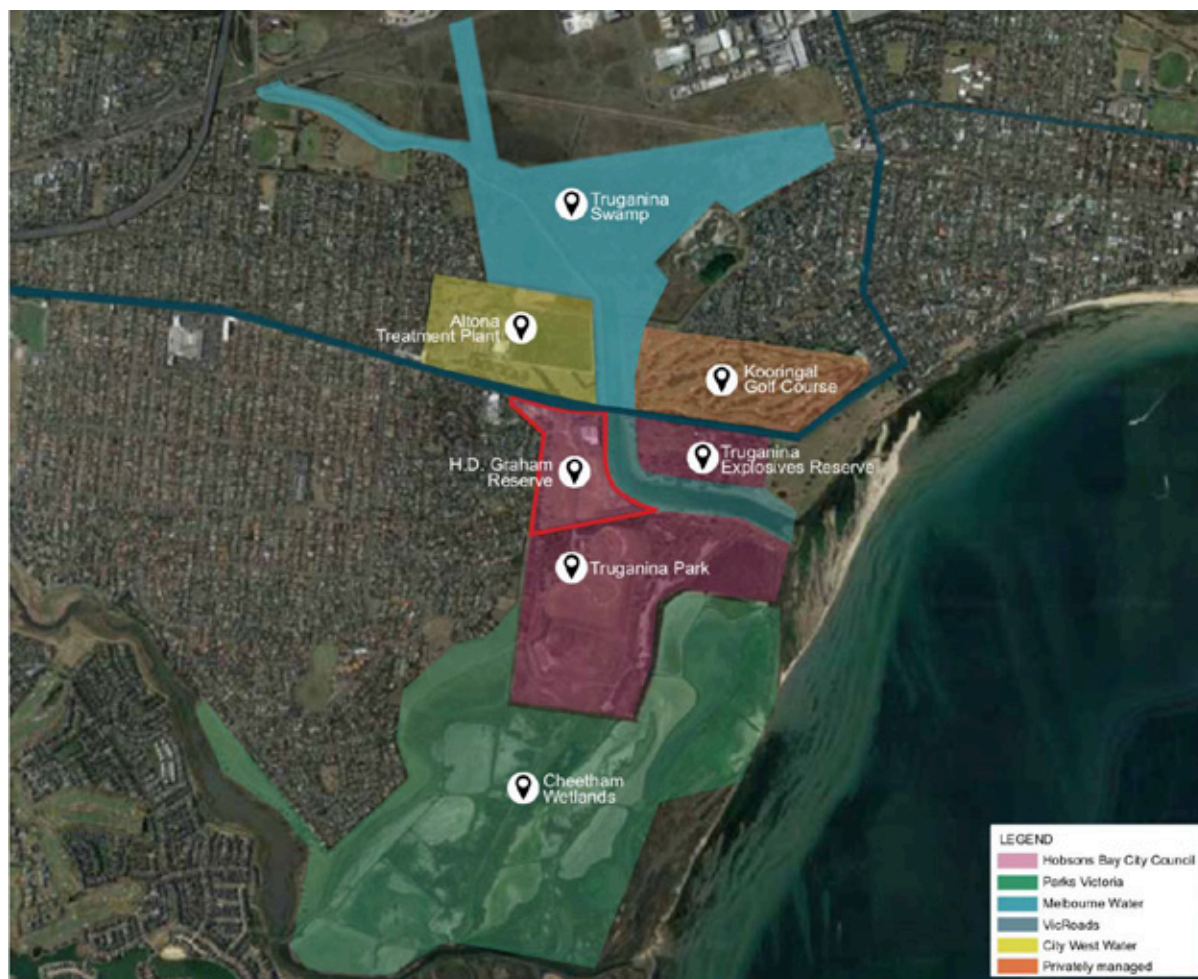 Truganina
Swamp
Altona
Treatment Plant
Kooringal
Golf Course
H.D. Graham
Reserve
Truganina
Explosives Reserve
Truganina Park
Cheetham
Wetlands
LEGEND
Hobsons Bay City Council
Parks Victoria
Melbourne Water
VicRoads
City West Water
Privately managed